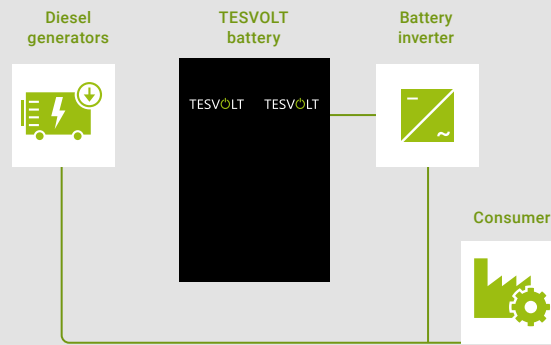 Diesel
generators
TESVOLT
battery
Battery
inverter
TESVOLT TESVOLT
Consumer